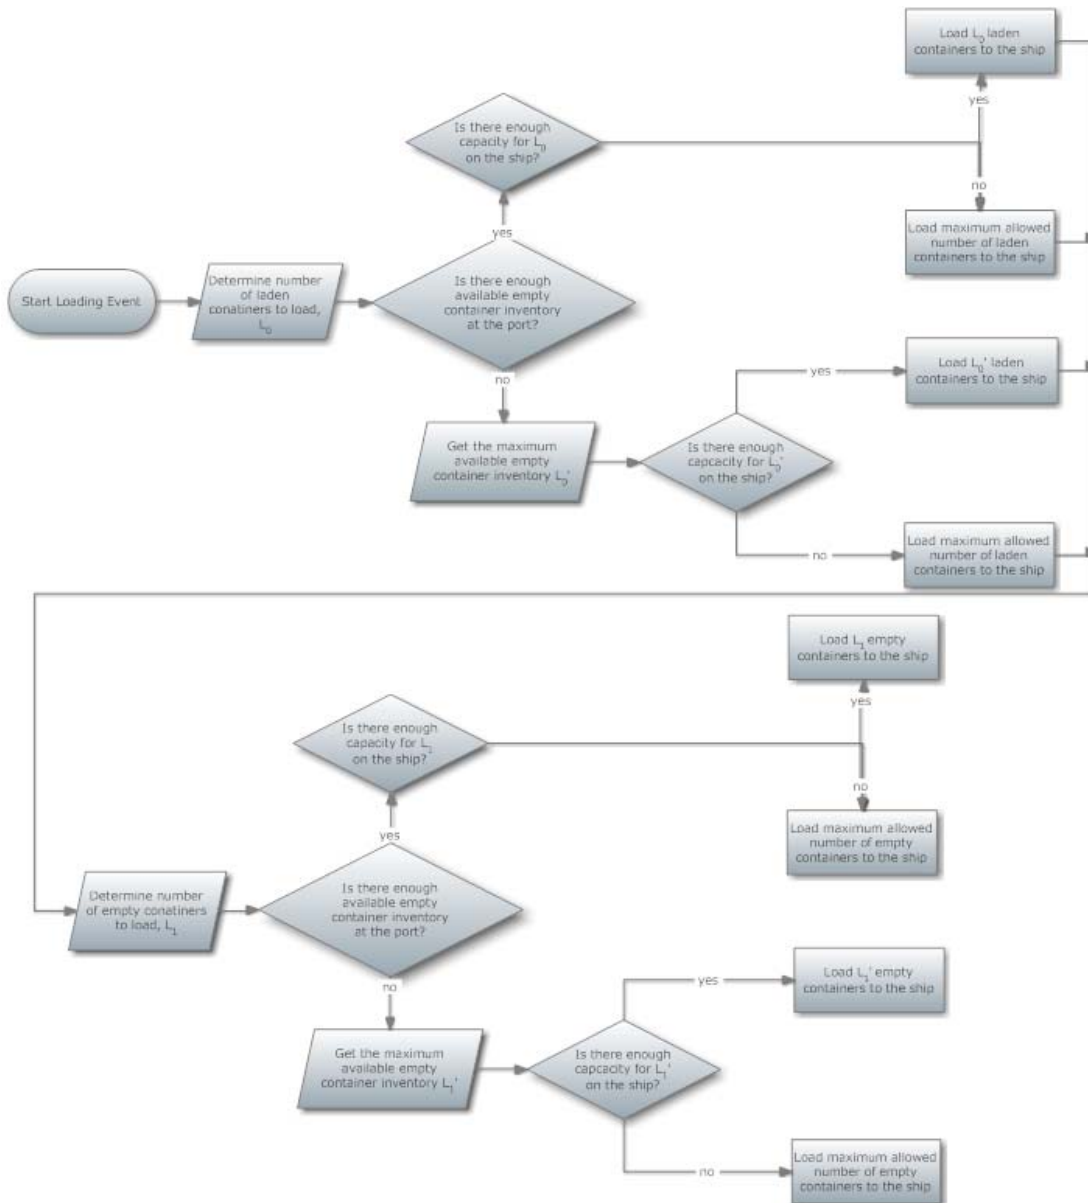 Load L₀ laden
containers to the ship
yes
Is there enough
capacity for L₀
on the ship?
no
Load maximum allowed
number of laden
containers to the ship
yes
Start Loading Event
Determine number
of laden
conatiners to load,
L₀
Is there enough
available empty
container inventory
at the port?
Load L₀' laden
containers to the ship
yes
no
Get the maximum
available empty
container inventory L₀'
Is there enough
capcacity for L₀'
on the ship?
no
Load maximum allowed
number of laden
containers to the ship
Load L₁ empty
containers to the ship
yes
Is there enough
capacity for L₁
on the ship?
no
Load maximum allowed
number of empty
containers to the ship
yes
Determine number
of empty conatiners
to load, L₁
Is there enough
available empty
container inventory
at the port?
no
Load L₁' empty
containers to the ship
yes
Get the maximum
available empty
container inventory L₁'
Is there enough
capcacity for L₁'
on the ship?
no
Load maximum allowed
number of empty
containers to the ship